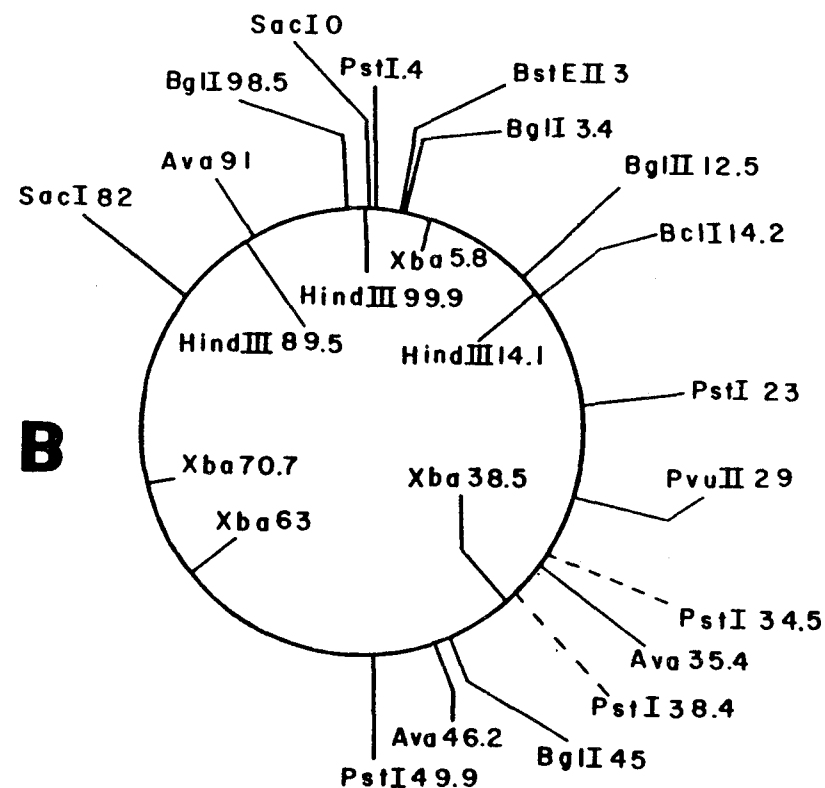 SacI 0
PstI .4
BglI 98.5
BstEII 3
BglI 3.4
Ava 91
BglII 12.5
SacI 82
BclI 14.2
Xba 5.8
HindIII 99.9
HindIII 89.5
HindIII 14.1
PstI 23
B
Xba 70.7
Xba 38.5
PvuII 29
Xba 63
PstI 34.5
Ava 35.4
PstI 38.4
Ava 46.2
BglI 45
PstI 49.9